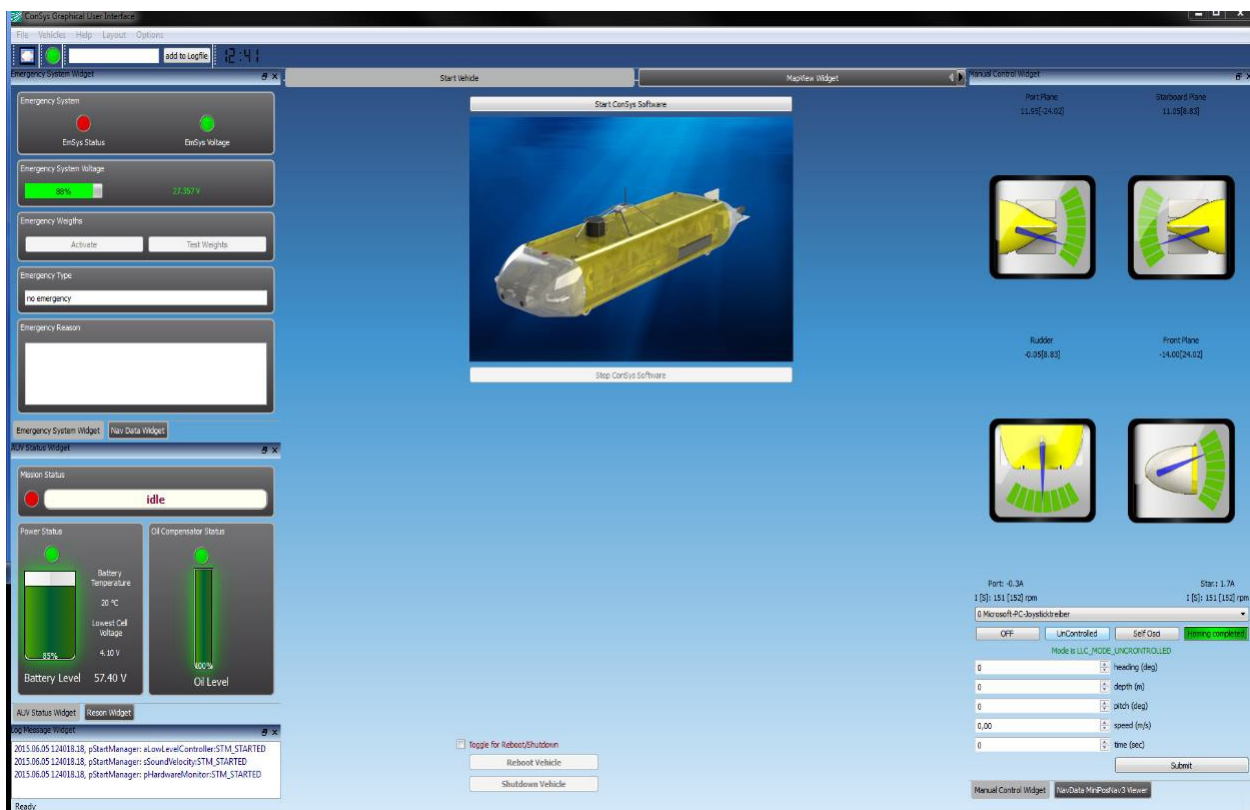 ConSys Graphical User Interface
File Vehicles Help Layout Options
add to Logfile 12:41
Emergency System Widget
Emergency System
EmSys Status EmSys Voltage
Emergency System Voltage
88% 27.357 V
Emergency Weigths
Activate Test Weights
Emergency Type
no emergency
Emergency Reason
Emergency System Widget Nav Data Widget
AUV Status Widget
Mission Status
idle
Power Status Oil Compensator Status
Battery
Temperature
20 °C
Lowest Cell
Voltage
4.10 V
85% 100%
Battery Level 57.40 V Oil Level
AUV Status Widget Reson Widget
Log Message Widget
2015.06.05 124018.18, pStartManager: aLowLevelController:STM_STARTED
2015.06.05 124018.18, pStartManager: sSoundVelocity:STM_STARTED
2015.06.05 124018.18, pStartManager: pHardwareMonitor:STM_STARTED
Ready
Start Vehicle MapView Widget
Start ConSys Software
Stop ConSys Software
Toggle for Reboot/Shutdown
Reboot Vehicle
Shutdown Vehicle
Manual Control Widget
Port Plane Starboard Plane
11.95[-24.02] 11.05[8.83]
Rudder Front Plane
-0.05[8.83] -14.00[24.02]
Port: -0.3A Star.: 1.7A
I [S]: 151 [152] rpm I [S]: 151 [152] rpm
0 Microsoft-PC-Joysticktreiber
OFF UnControlled Self Osci Homing completed
Mode is LLC_MODE_UNCRONTROLLED
0 heading (deg)
0 depth (m)
0 pitch (deg)
0,00 speed (m/s)
0 time (sec)
Submit
Manual Control Widget NavData MiniPosNav3 Viewer